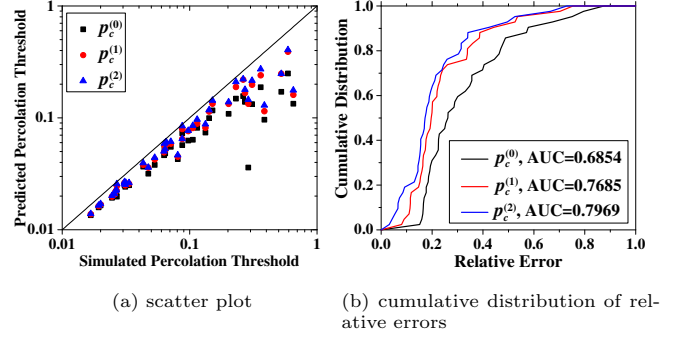 Predicted Percolation Threshold
1
0.1
0.01
p_c^(0)
p_c^(1)
p_c^(2)
0.01 0.1 1
Simulated Percolation Threshold
(a) scatter plot
Cumulative Distribution
1.0
0.8
0.6
0.4
0.2
0.0
p_c^(0), AUC=0.6854
p_c^(1), AUC=0.7685
p_c^(2), AUC=0.7969
0.0 0.2 0.4 0.6 0.8 1.0
Relative Error
(b) cumulative distribution of rel-
ative errors